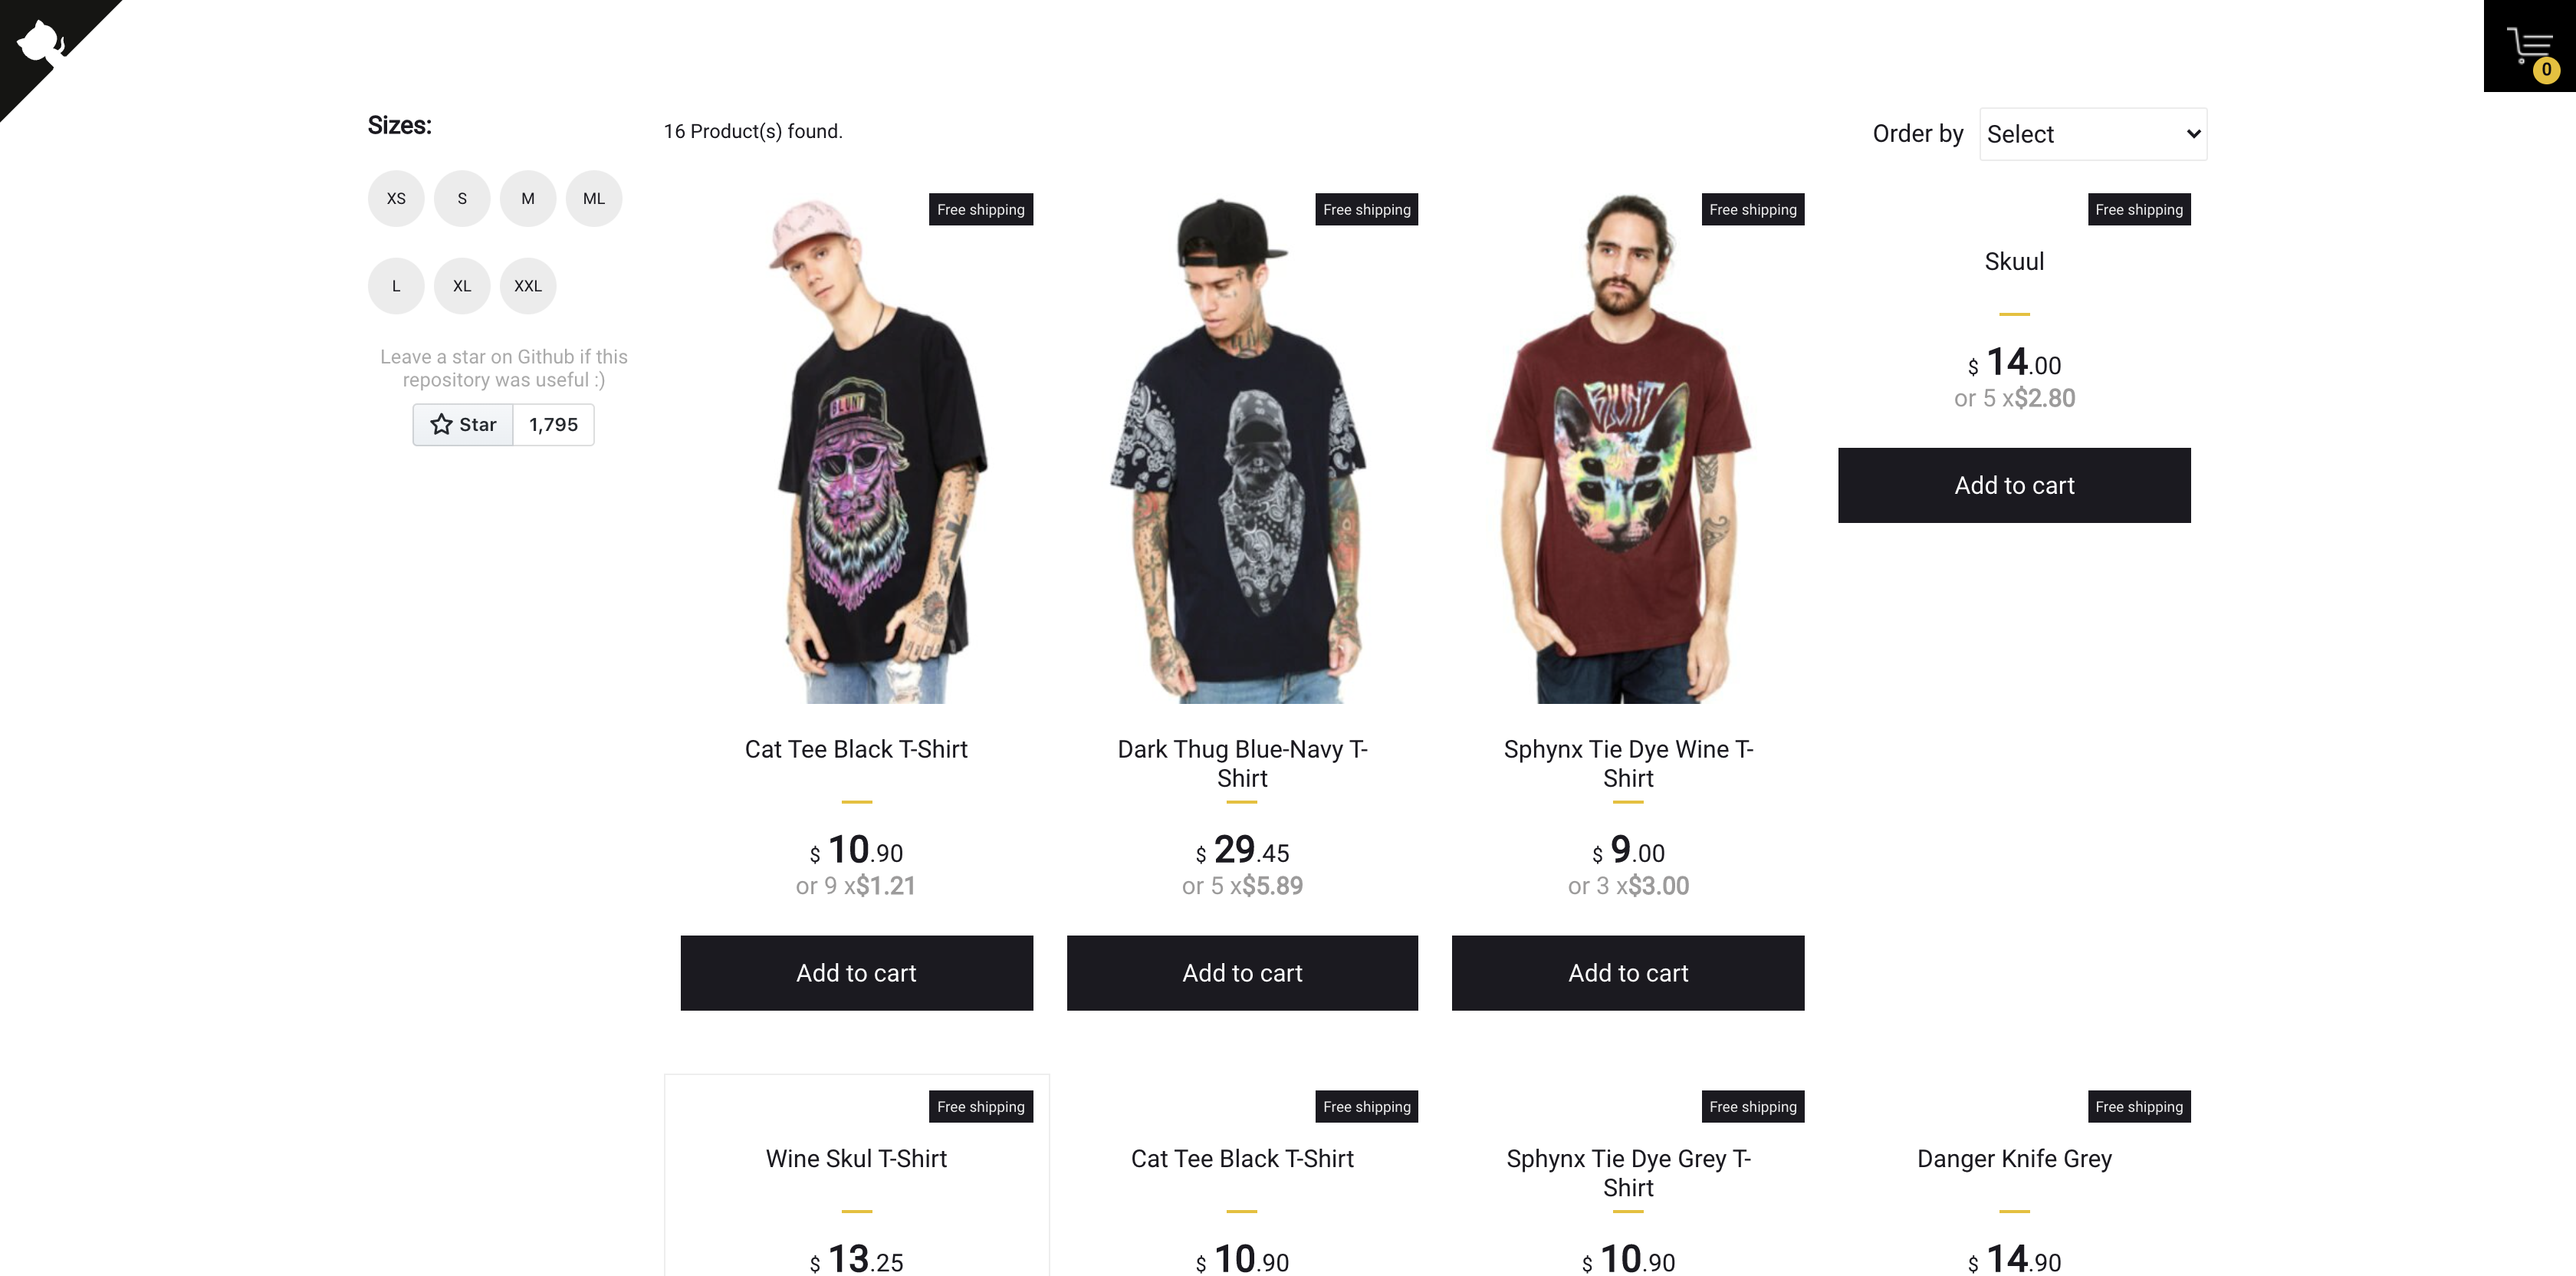 0
Sizes:
16 Product(s) found.
Order by
Select
XS
S
M
ML
L
XL
XXL
Leave a star on Github if this
repository was useful :)
Star
1,795
Free shipping
BLUNT
Cat Tee Black T-Shirt
$ 10.90
or 9 x$1.21
Add to cart
Free shipping
Dark Thug Blue-Navy T-
Shirt
$ 29.45
or 5 x$5.89
Add to cart
Free shipping
BLUNT
Sphynx Tie Dye Wine T-
Shirt
$ 9.00
or 3 x$3.00
Add to cart
Free shipping
Skuul
$ 14.00
or 5 x$2.80
Add to cart
Free shipping
Wine Skul T-Shirt
$ 13.25
Free shipping
Cat Tee Black T-Shirt
$ 10.90
Free shipping
Sphynx Tie Dye Grey T-
Shirt
$ 10.90
Free shipping
Danger Knife Grey
$ 14.90